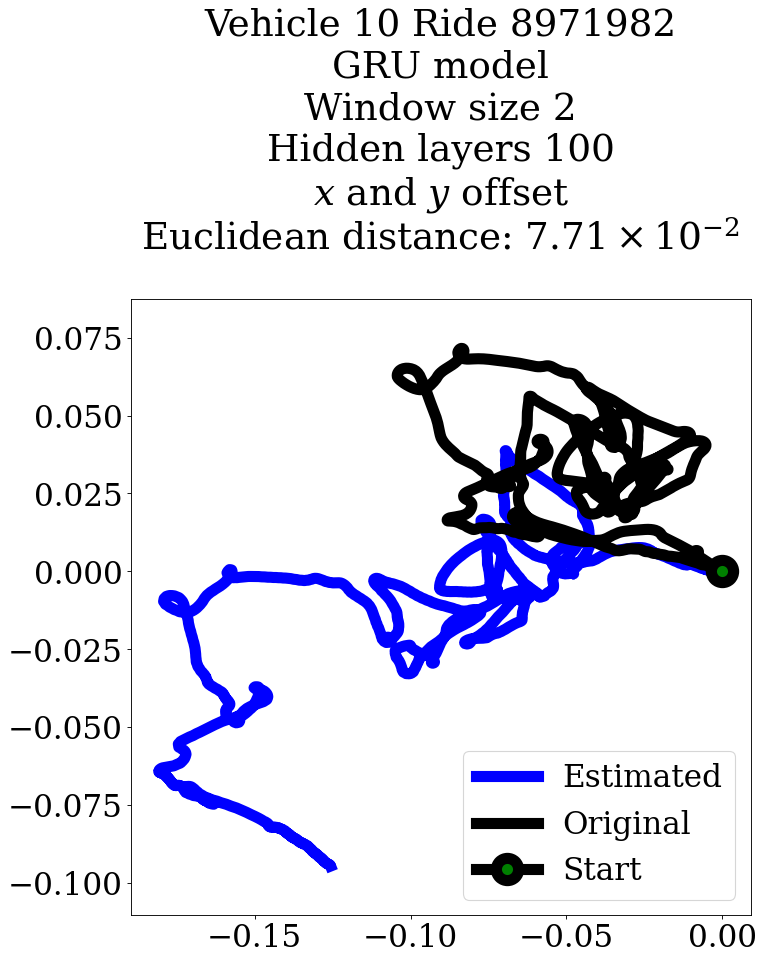 Vehicle 10 Ride 8971982
GRU model
Window size 2
Hidden layers 100
x and y offset
Euclidean distance: 7.71 × 10⁻²
0.075
0.050
0.025
0.000
−0.025
−0.050
−0.075
−0.100
Estimated
Original
Start
−0.15
−0.10
−0.05
0.00